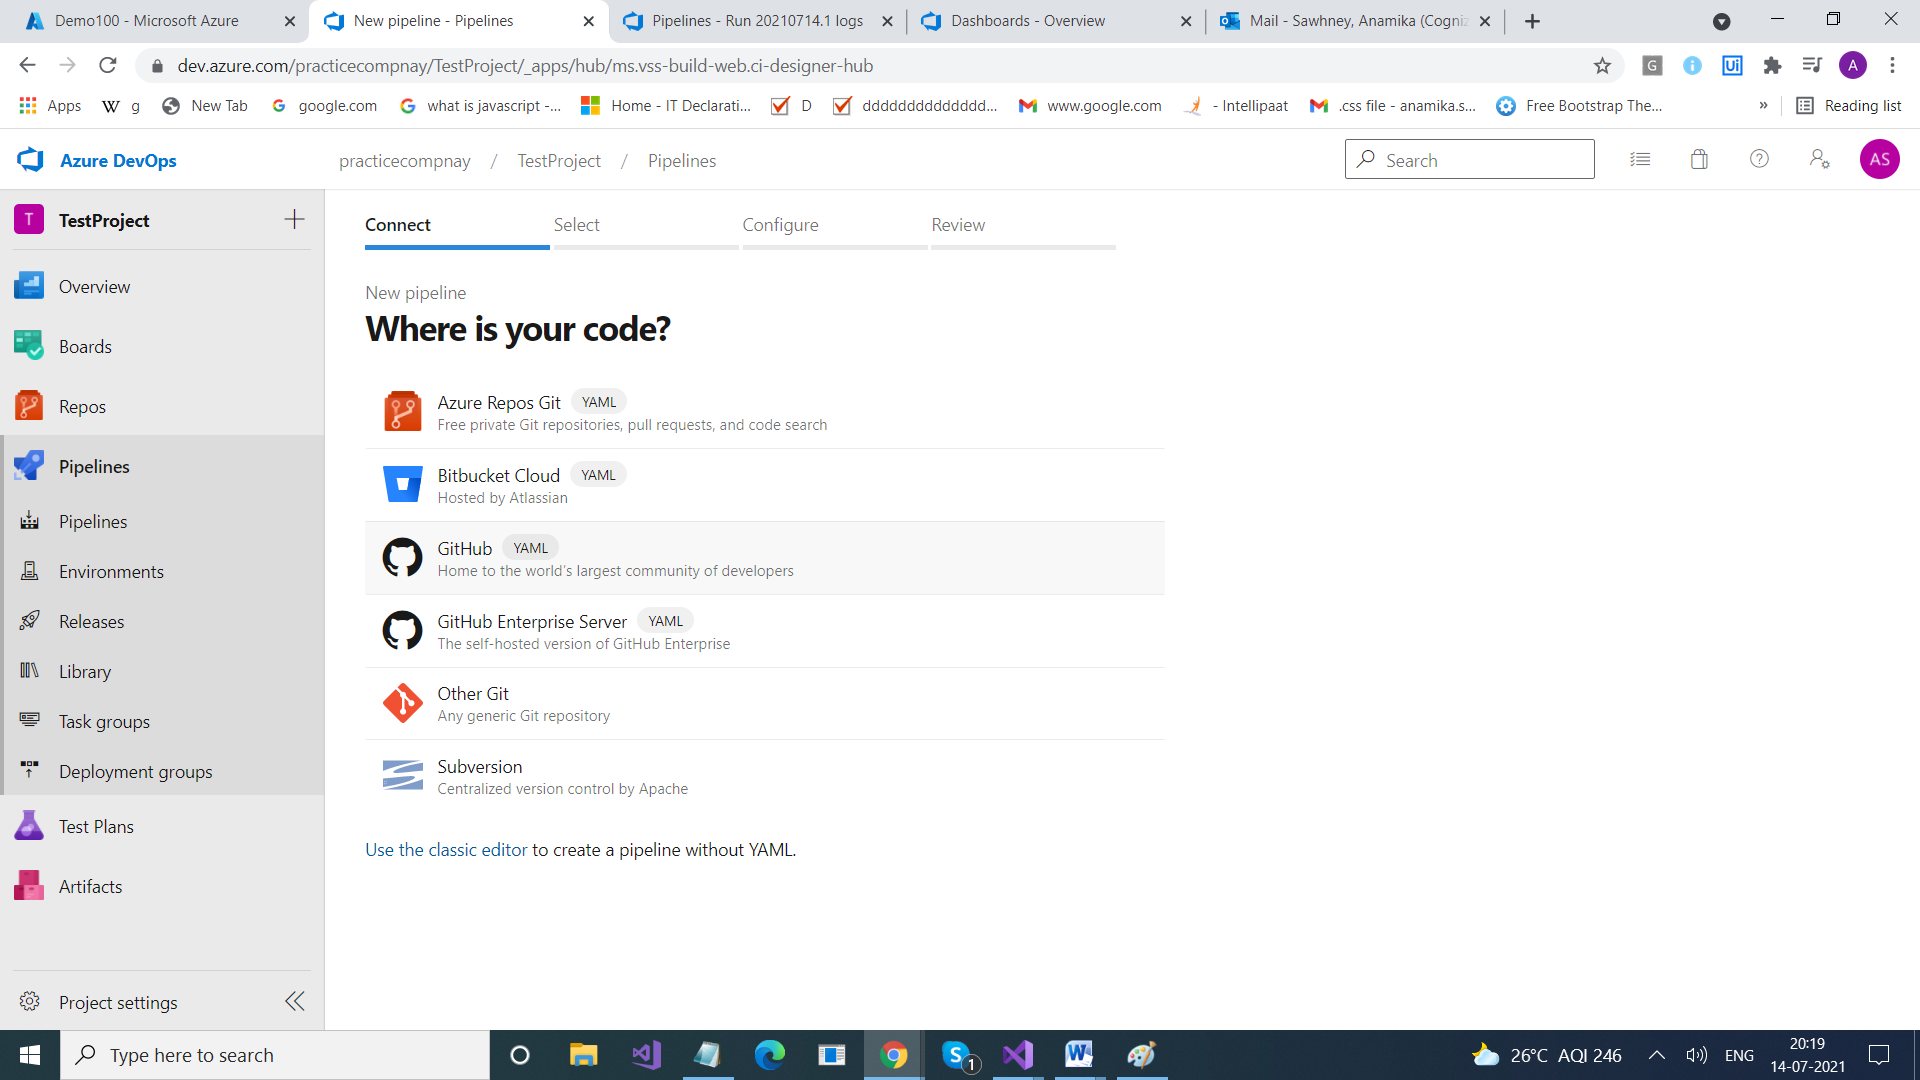 Demo100 - Microsoft Azure
New pipeline - Pipelines
Pipelines - Run 20210714.1 logs
Dashboards - Overview
Mail - Sawhney, Anamika (Cogniz
dev.azure.com/practicecompnay/TestProject/_apps/hub/ms.vss-build-web.ci-designer-hub
G
Ui
A
Apps
W g
New Tab
G google.com
G what is javascript -...
Home - IT Declarati...
D
dddddddddddddd...
www.google.com
- Intellipaat
.css file - anamika.s...
Free Bootstrap The...
»
Reading list
Azure DevOps
practicecompnay / TestProject / Pipelines
Search
AS
T TestProject
Overview
Boards
Repos
Pipelines
Pipelines
Environments
Releases
Library
Task groups
Deployment groups
Test Plans
Artifacts
Project settings
Connect
Select
Configure
Review
New pipeline
Where is your code?
Azure Repos Git YAML
Free private Git repositories, pull requests, and code search
Bitbucket Cloud YAML
Hosted by Atlassian
GitHub YAML
Home to the world's largest community of developers
GitHub Enterprise Server YAML
The self-hosted version of GitHub Enterprise
Other Git
Any generic Git repository
Subversion
Centralized version control by Apache
Use the classic editor to create a pipeline without YAML.
Type here to search
S 1
W
26°C AQI 246
ENG
20:19
14-07-2021